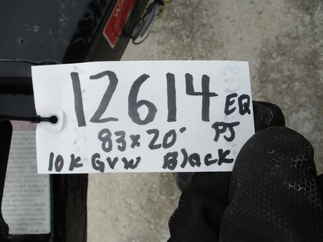 12614 EQ
83x20' PJ
10K GVW Black